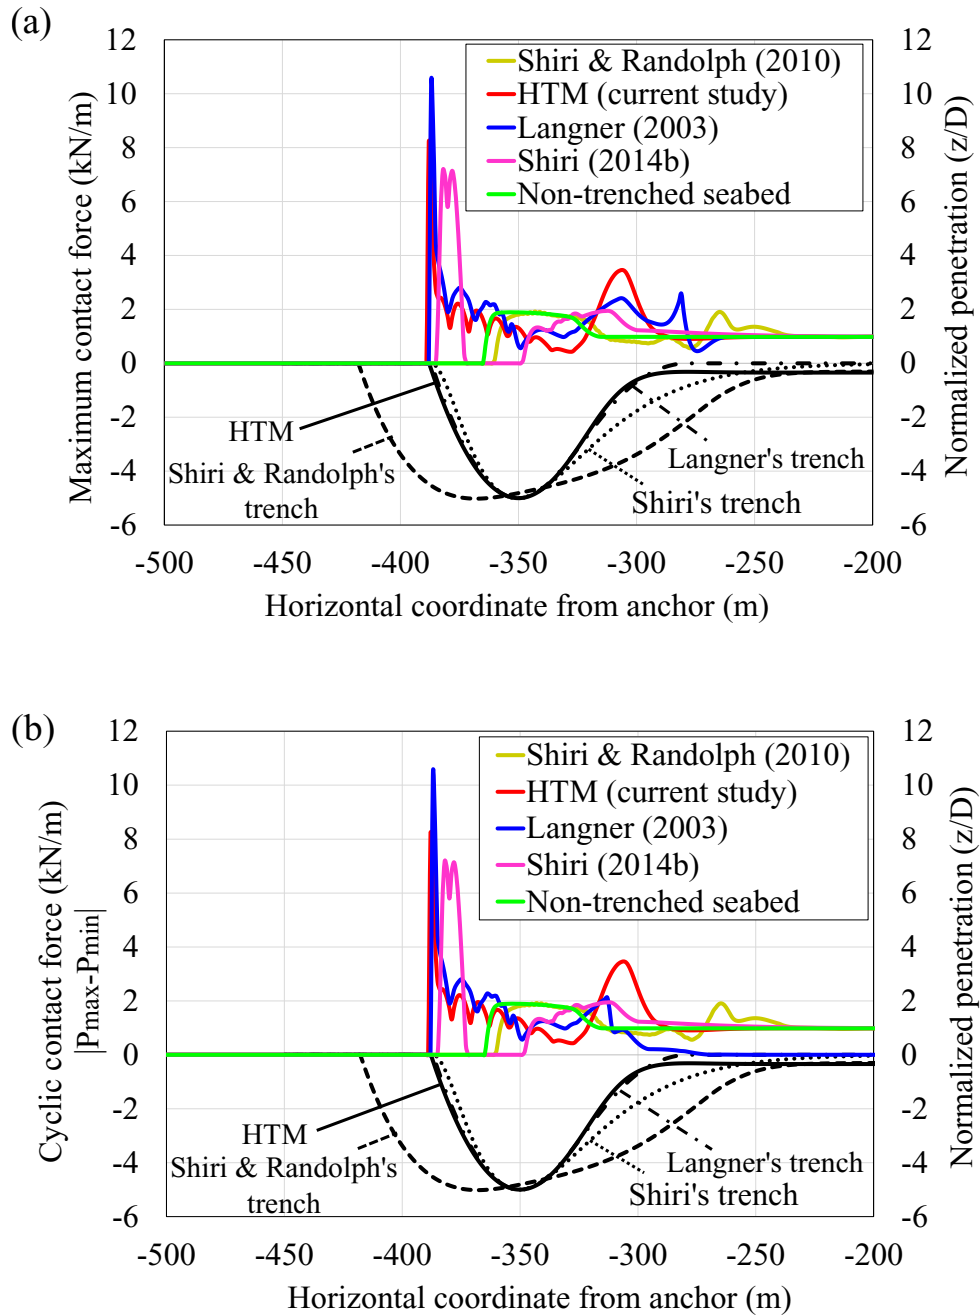 (a)
12
10
8
6
4
2
0
-2
-4
-6
Maximum contact force (kN/m)
Shiri & Randolph (2010)
HTM (current study)
Langner (2003)
Shiri (2014b)
Non-trenched seabed
HTM
Shiri & Randolph's
trench
Langner's trench
Shiri's trench
12
10
8
6
4
2
0
-2
-4
-6
Normalized penetration (z/D)
-500 -450 -400 -350 -300 -250 -200
Horizontal coordinate from anchor (m)
(b)
12
10
8
6
4
2
0
-2
-4
-6
Cyclic contact force (kN/m)
|Pmax-Pmin|
Shiri & Randolph (2010)
HTM (current study)
Langner (2003)
Shiri (2014b)
Non-trenched seabed
HTM
Shiri & Randolph's
trench
Langner's trench
Shiri's trench
12
10
8
6
4
2
0
-2
-4
-6
Normalized penetration (z/D)
-500 -450 -400 -350 -300 -250 -200
Horizontal coordinate from anchor (m)